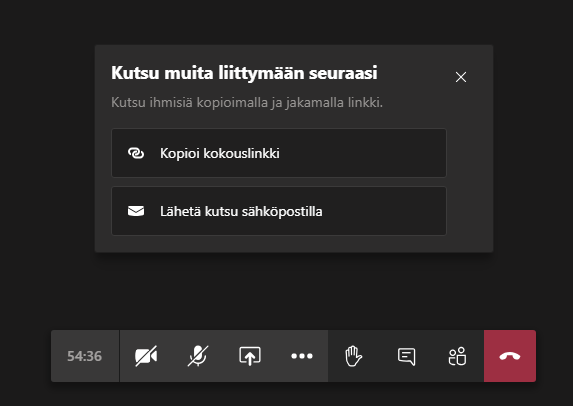 Kutsu muita liittymään seuraasi
Kutsu ihmisiä kopioimalla ja jakamalla linkki.
Kopioi kokouslinkki
Lähetä kutsu sähköpostilla
54:36